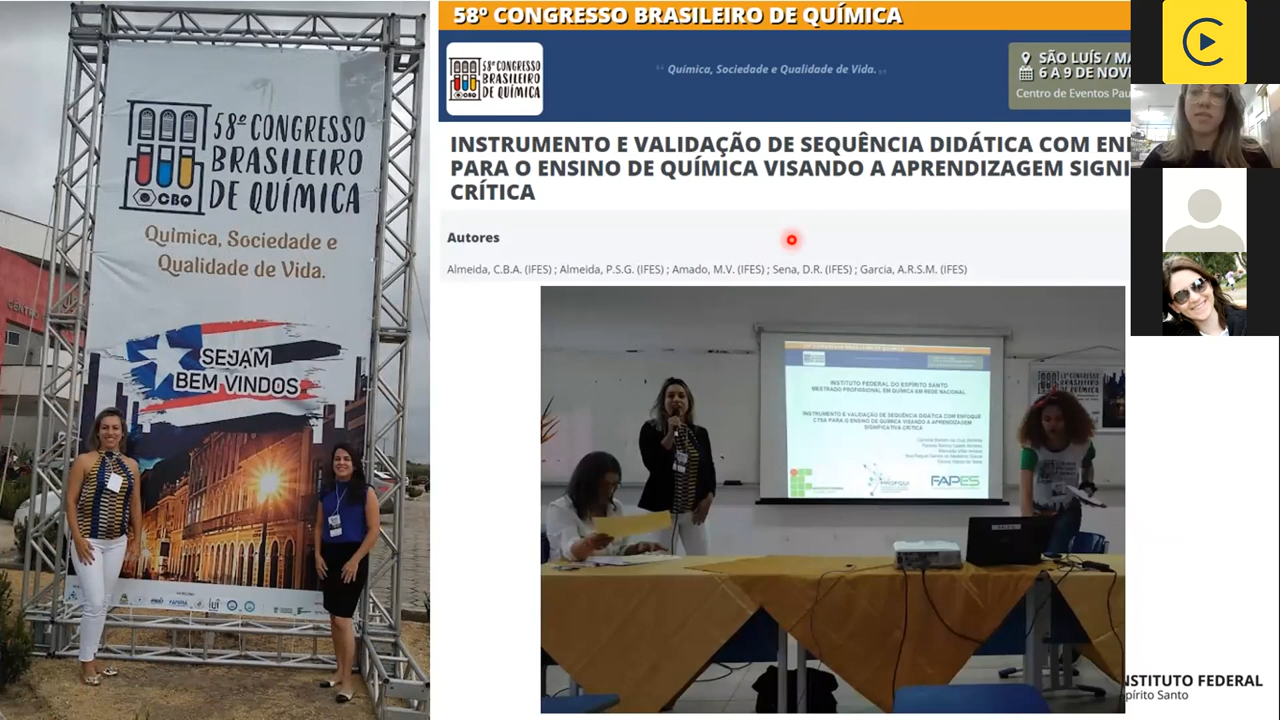 58º CONGRESSO
BRASILEIRO
DE QUÍMICA
CBQ
Química, Sociedade e
Qualidade de Vida.
SEJAM
BEM VINDOS
58º CONGRESSO BRASILEIRO DE QUÍMICA
58º CONGRESSO
BRASILEIRO
DE QUÍMICA
CBQ
Química, Sociedade e Qualidade de Vida.
SÃO LUÍS / MA
6 A 9 DE NOV
Centro de Eventos Pau
INSTRUMENTO E VALIDAÇÃO DE SEQUÊNCIA DIDÁTICA COM EN
PARA O ENSINO DE QUÍMICA VISANDO A APRENDIZAGEM SIGNI
CRÍTICA
Autores
Almeida, C.B.A. (IFES) ; Almeida, P.S.G. (IFES) ; Amado, M.V. (IFES) ; Sena, D.R. (IFES) ; Garcia, A.R.S.M. (IFES)
INSTITUTO FEDERAL DO ESPÍRITO SANTO
MESTRADO PROFISSIONAL EM QUÍMICA EM REDE NACIONAL
INSTRUMENTO E VALIDAÇÃO DE SEQUÊNCIA DIDÁTICA COM ENFOQUE
CTSA PARA O ENSINO DE QUÍMICA VISANDO A APRENDIZAGEM
SIGNIFICATIVA CRÍTICA
PROFQUI
FAPES
NSTITUTO FEDERAL
pírito Santo